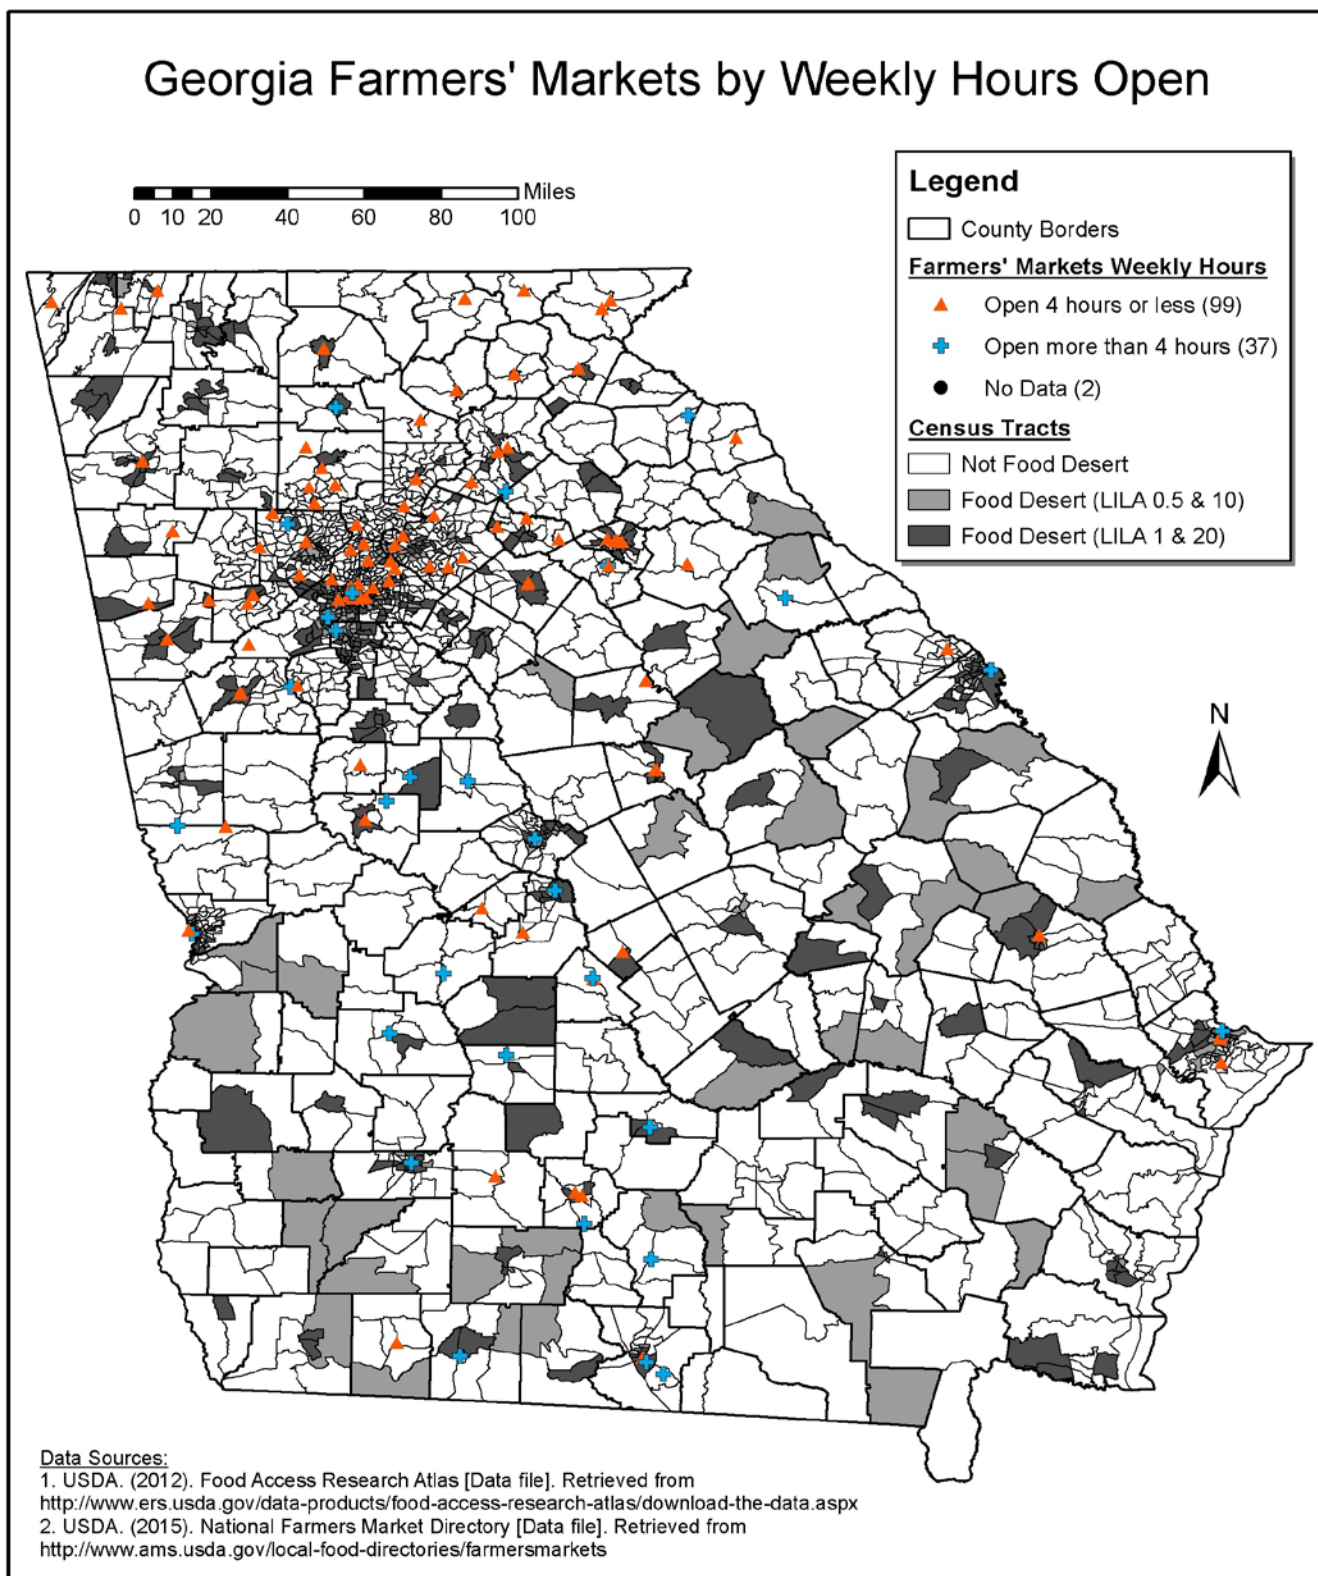 Georgia Farmers' Markets by Weekly Hours Open
Miles
0 10 20 40 60 80 100
Legend
County Borders
Farmers' Markets Weekly Hours
Open 4 hours or less (99)
Open more than 4 hours (37)
No Data (2)
Census Tracts
Not Food Desert
Food Desert (LILA 0.5 & 10)
Food Desert (LILA 1 & 20)
N
Data Sources:
1. USDA. (2012). Food Access Research Atlas [Data file]. Retrieved from
http://www.ers.usda.gov/data-products/food-access-research-atlas/download-the-data.aspx
2. USDA. (2015). National Farmers Market Directory [Data file]. Retrieved from
http://www.ams.usda.gov/local-food-directories/farmersmarkets